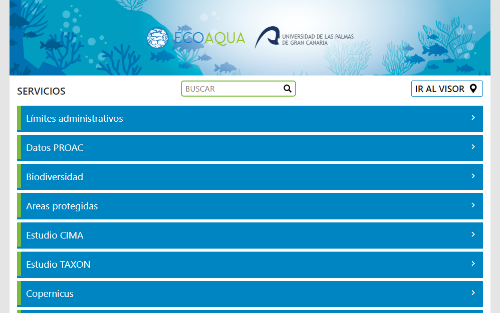 ECOAQUA
UNIVERSIDAD DE LAS PALMAS
DE GRAN CANARIA
SERVICIOS
BUSCAR
IR AL VISOR
Límites administrativos
Datos PROAC
Biodiversidad
Areas protegidas
Estudio CIMA
Estudio TAXON
Copernicus